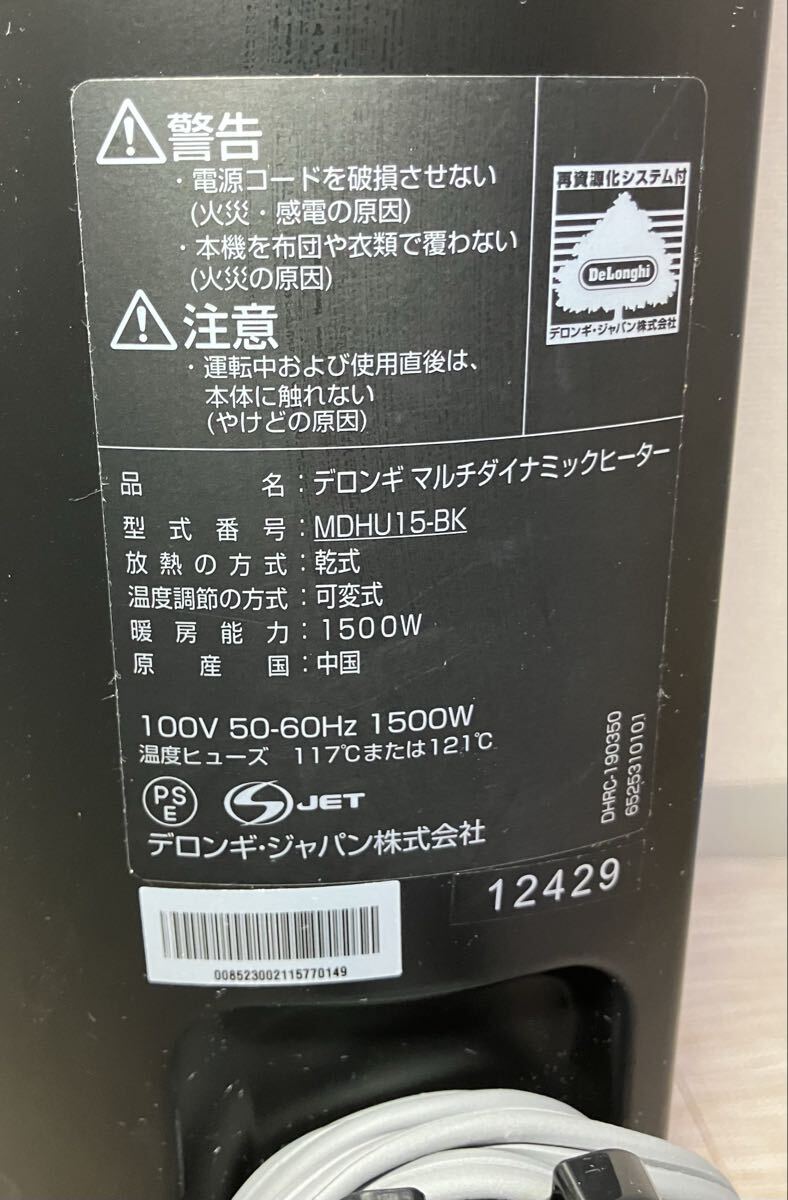 警告
・電源コードを破損させない
(火災・感電の原因)
・本機を布団や衣類で覆わない
(火災の原因)
注意
・運転中および使用直後は、
本体に触れない
(やけどの原因)
再資源化システム付
DeLonghi
デロンギ・ジャパン株式会社
品名：デロンギ マルチダイナミックヒーター
型式番号：MDHU15-BK
放熱の方式：乾式
温度調節の方式：可変式
暖房能力：1500W
原産国：中国
100V 50-60Hz 1500W
温度ヒューズ 117℃または121℃
PSE
JET
デロンギ・ジャパン株式会社
DHRC-190350
6525310101
12429
008523002115770149